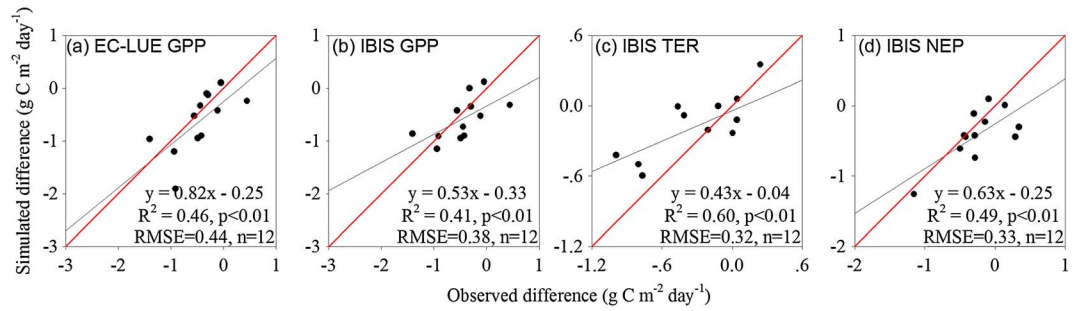 Simulated difference (g C m-2 day-1)
(a) EC-LUE GPP
1
0
-1
-2
-3
y = 0.82x - 0.25
R2 = 0.46, p<0.01
RMSE=0.44, n=12
-3
-2
-1
0
1
(b) IBIS GPP
1
0
-1
-2
-3
y = 0.53x - 0.33
R2 = 0.41, p<0.01
RMSE=0.38, n=12
-3
-2
-1
0
1
(c) IBIS TER
.6
0.0
-.6
-1.2
y = 0.43x - 0.04
R2 = 0.60, p<0.01
RMSE=0.32, n=12
-1.2
-.6
0.0
.6
(d) IBIS NEP
1
0
-1
-2
y = 0.63x - 0.25
R2 = 0.49, p<0.01
RMSE=0.33, n=12
-2
-1
0
1
Observed difference (g C m-2 day-1)